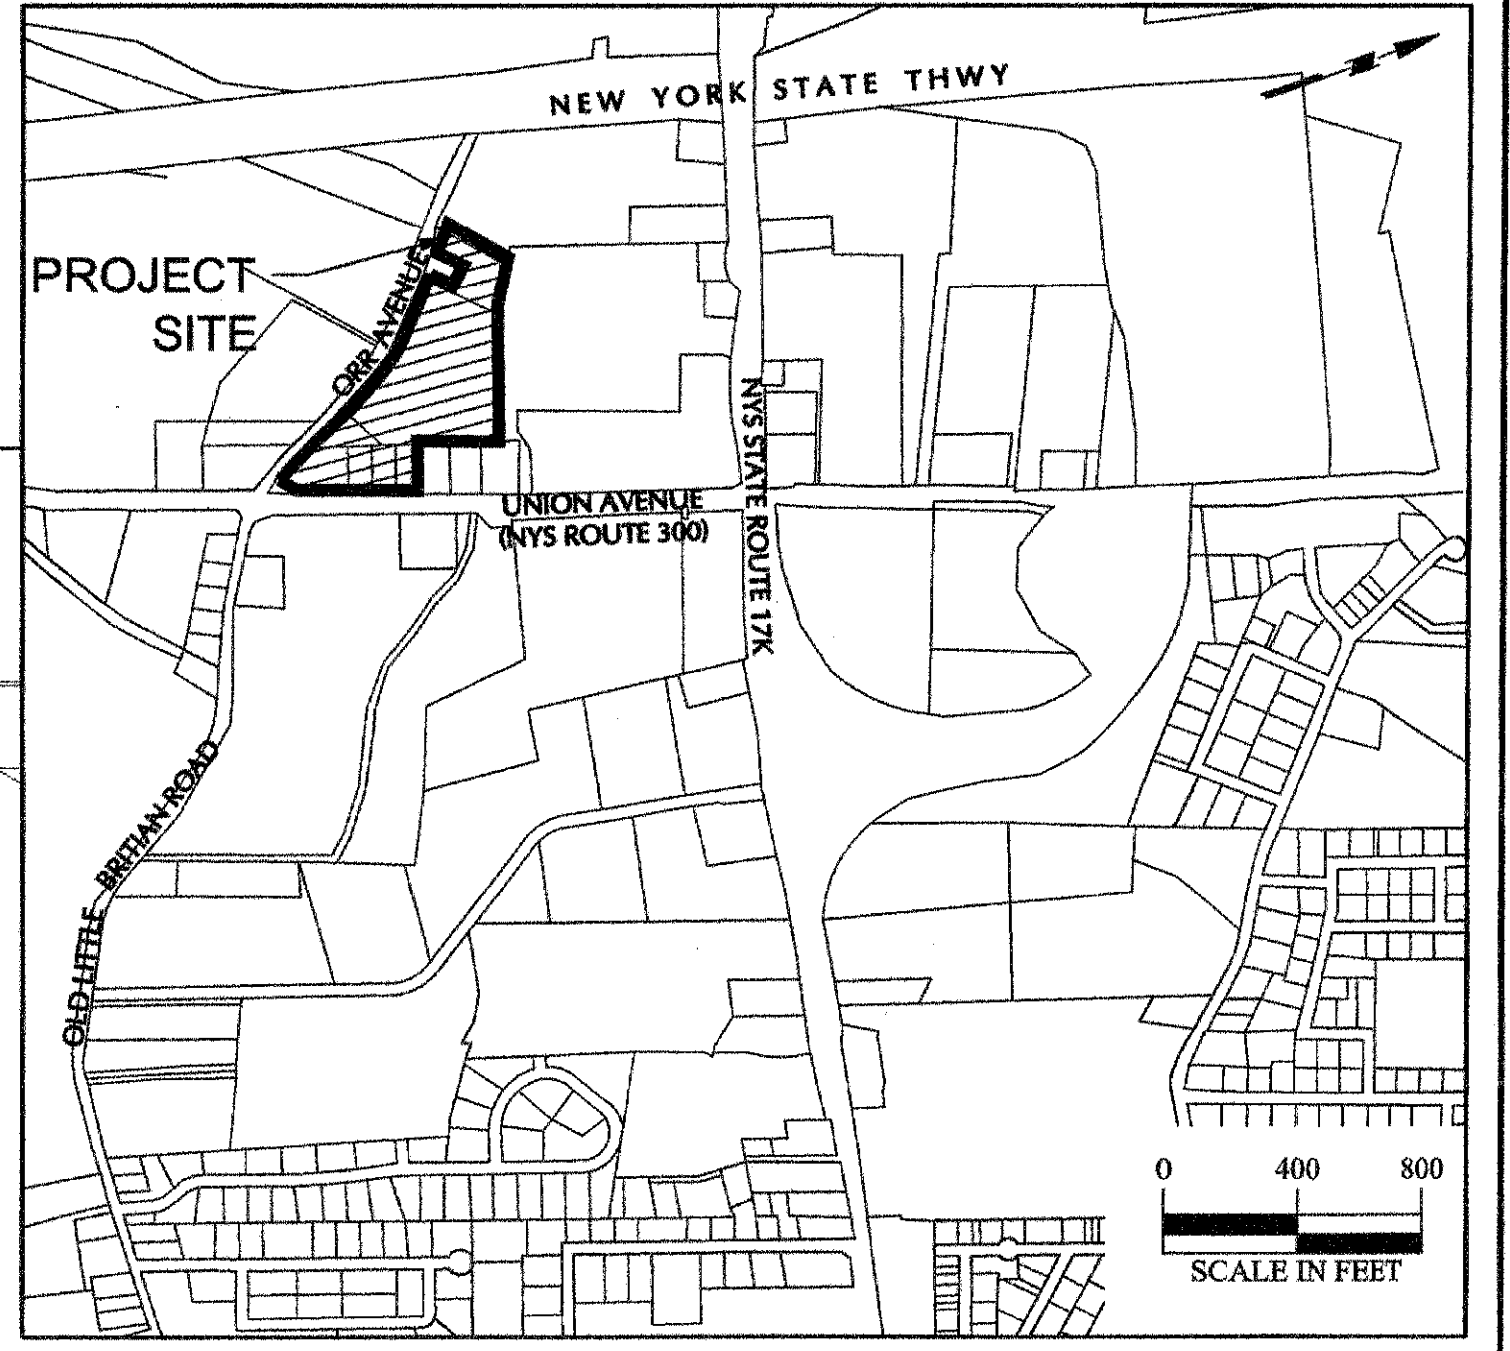 NEW YORK STATE THWY
PROJECT
SITE
ORR AVENUE
NYS STATE ROUTE 17K
UNION AVENUE
(NYS ROUTE 300)
OLD LITTLE BRITIAN ROAD
0 400 800
SCALE IN FEET